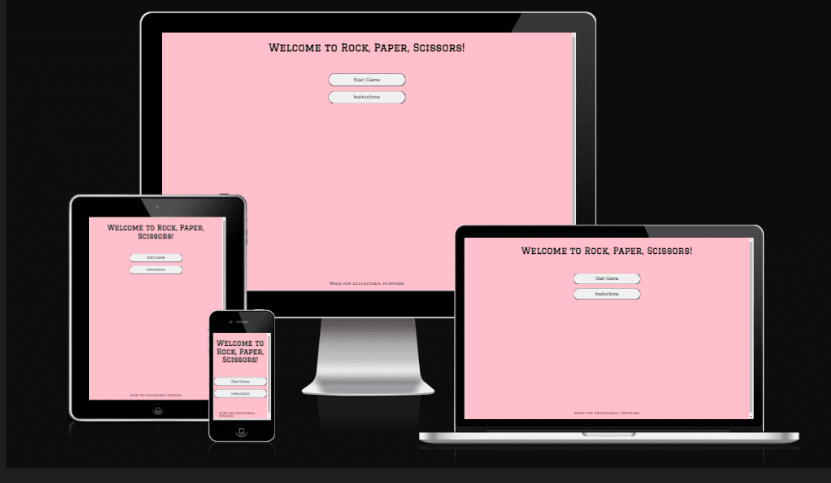 Welcome to Rock, Paper, Scissors!
Start Game
Instructions
Made for educational purposes
Welcome to Rock, Paper,
Scissors!
Start Game
Instructions
Made for educational purposes
Welcome to
Rock, Paper,
Scissors!
Start Game
Instructions
Made for educational
purposes
Welcome to Rock, Paper, Scissors!
Start Game
Instructions
Made for educational purposes